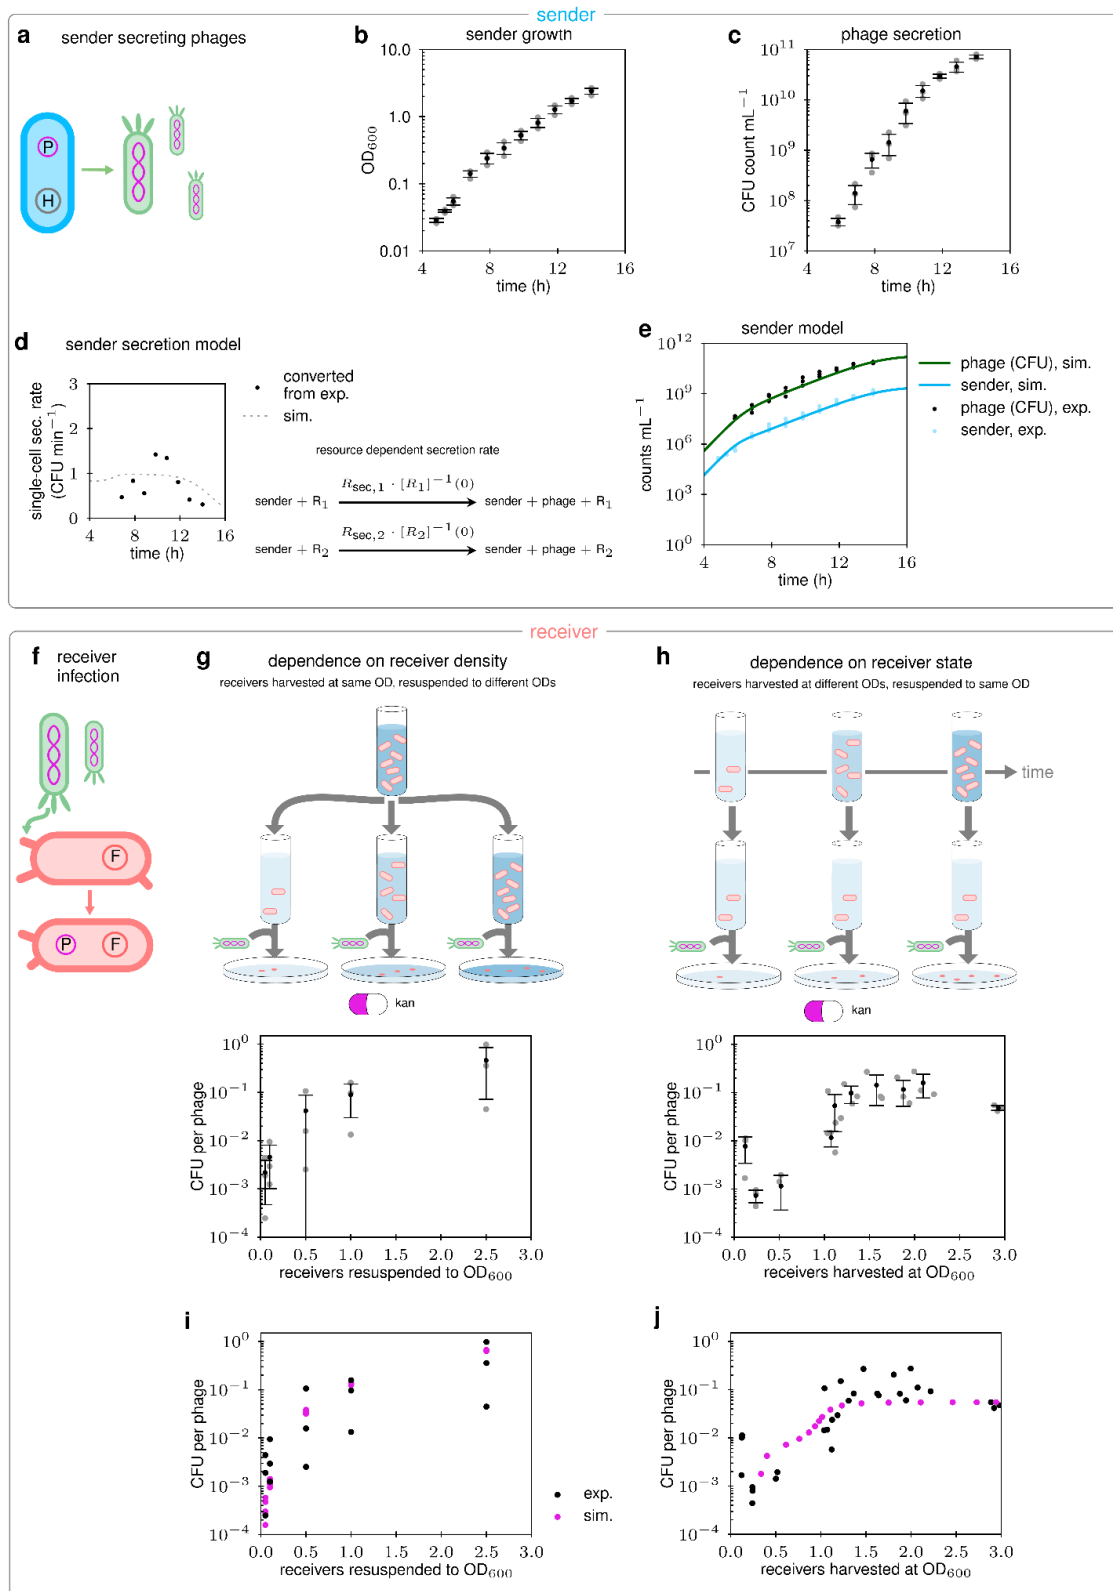 sender
a
sender secreting phages
P
H
b
sender growth
10.0
1.0
0.1
0.01
OD600
4
8
12
16
time (h)
c
phage secretion
10^11
10^10
10^9
10^8
10^7
CFU count mL−1
4
8
12
16
time (h)
d
sender secretion model
3
2
1
0
single-cell sec. rate
(CFU min−1)
4
8
12
16
time (h)
converted
from exp.
sim.
resource dependent secretion rate
sender + R1 Rsec,1 · [R1]−1(0) sender + phage + R1
sender + R2 Rsec,2 · [R2]−1(0) sender + phage + R2
e
sender model
10^12
10^9
10^6
10^3
10^0
counts mL−1
4
8
12
16
time (h)
phage (CFU), sim.
sender, sim.
phage (CFU), exp.
sender, exp.
receiver
f
receiver
infection
F
P
F
g
dependence on receiver density
receivers harvested at same OD, resuspended to different ODs
kan
10^0
10^−1
10^−2
10^−3
10^−4
CFU per phage
0.0 0.5 1.0 1.5 2.0 2.5 3.0
receivers resuspended to OD600
h
dependence on receiver state
receivers harvested at different ODs, resuspended to same OD
time
kan
10^0
10^−1
10^−2
10^−3
10^−4
CFU per phage
0.0 0.5 1.0 1.5 2.0 2.5 3.0
receivers harvested at OD600
i
10^0
10^−1
10^−2
10^−3
10^−4
CFU per phage
0.0 0.5 1.0 1.5 2.0 2.5 3.0
receivers resuspended to OD600
exp.
sim.
j
10^0
10^−1
10^−2
10^−3
10^−4
CFU per phage
0.0 0.5 1.0 1.5 2.0 2.5 3.0
receivers harvested at OD600